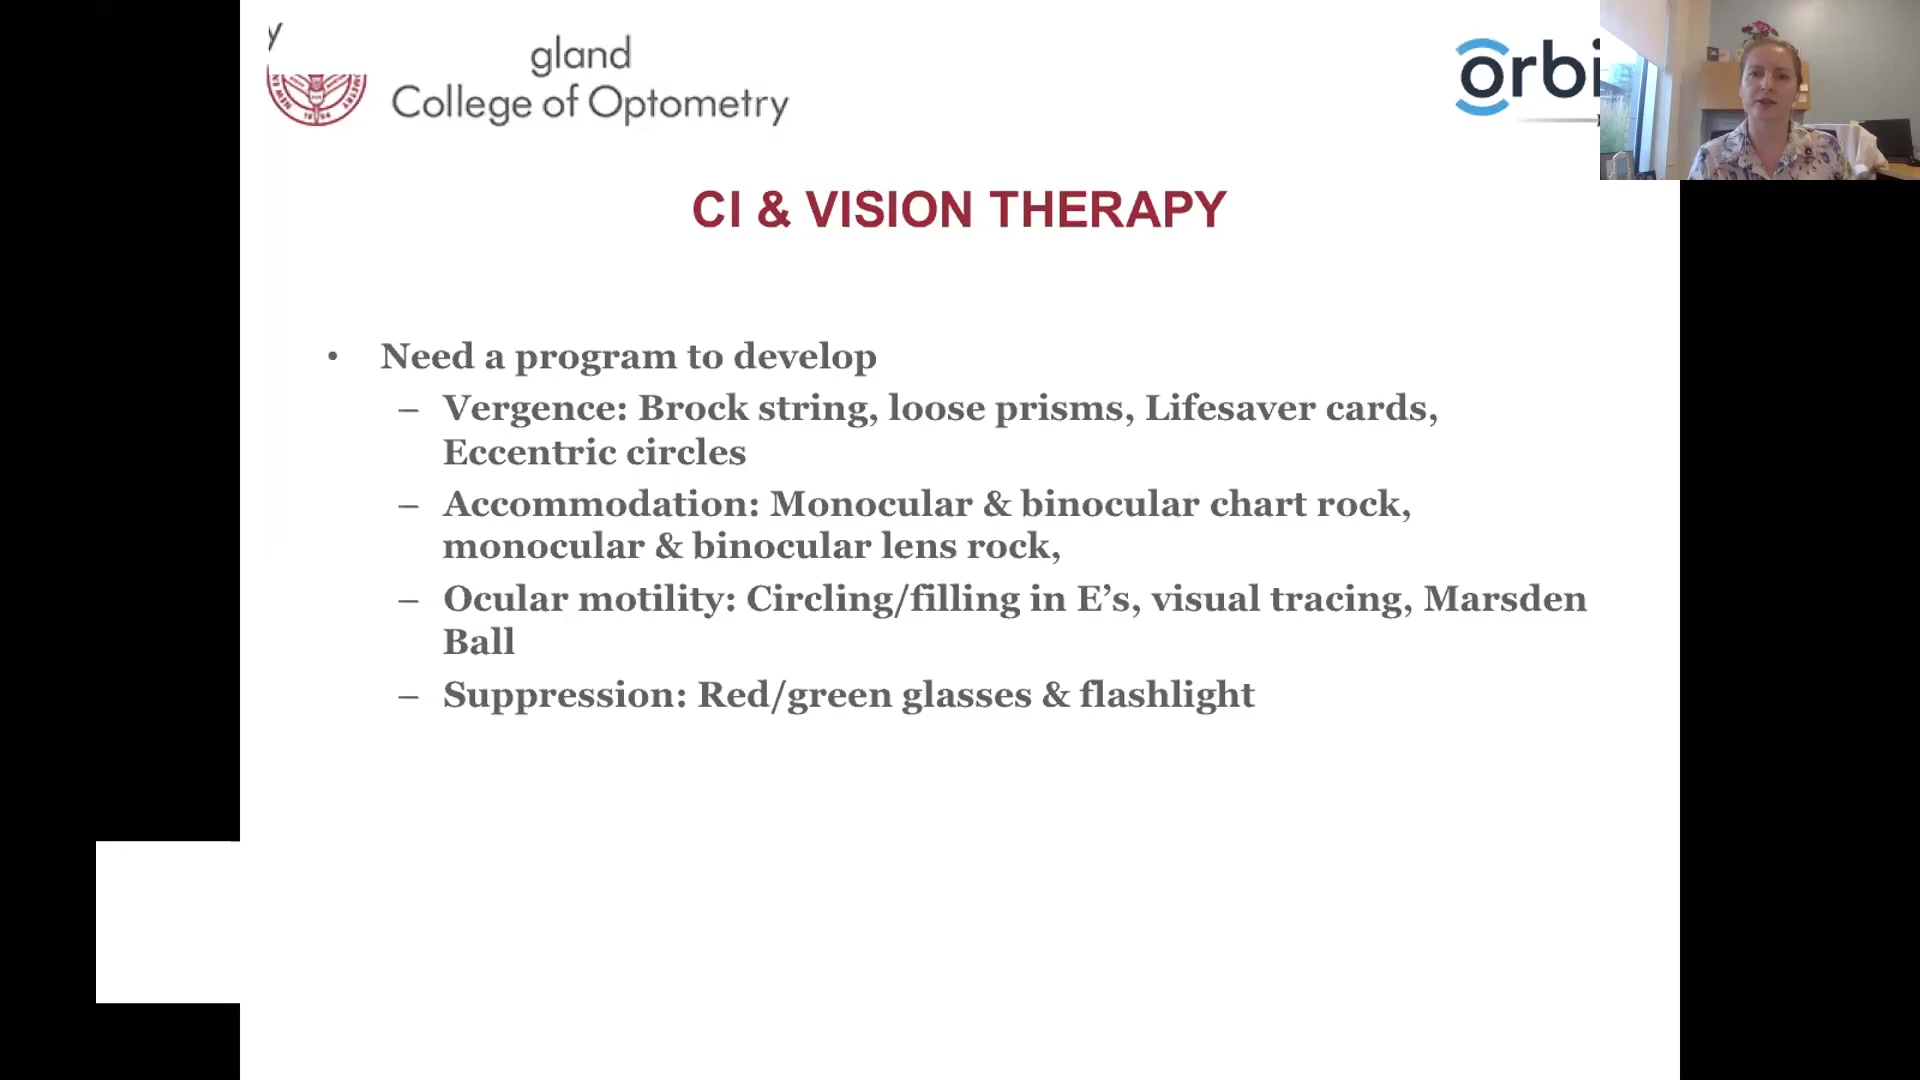 y
gland
College of Optometry
orbi
CI & VISION THERAPY
• Need a program to develop
– Vergence: Brock string, loose prisms, Lifesaver cards,
Eccentric circles
– Accommodation: Monocular & binocular chart rock,
monocular & binocular lens rock,
– Ocular motility: Circling/filling in E’s, visual tracing, Marsden
Ball
– Suppression: Red/green glasses & flashlight